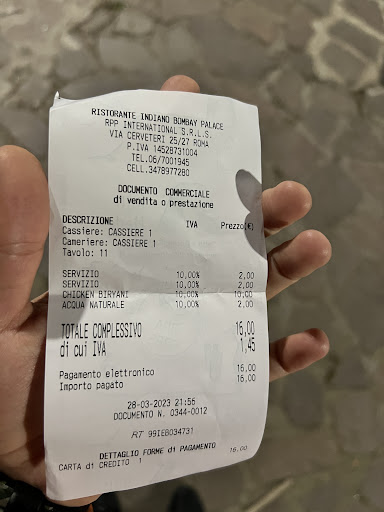 RISTORANTE INDIANO BOMBAY PALACE
RPP INTERNATIONAL S.R.L.S.
VIA CERVETERI 25/27 ROMA
P.IVA 14528731004
TEL.06/7001945
CELL.3478977280
DOCUMENTO COMMERCIALE
di vendita o prestazione
DESCRIZIONE IVA Prezzo(€)
Cassiere: CASSIERE 1
Cameriere: CASSIERE 1
Tavolo: 11
SERVIZIO 10,00% 2,00
SERVIZIO 10,00% 2,00
CHICKEN BIRYANI 10,00% 10,00
ACQUA NATURALE 10,00% 2,00
TOTALE COMPLESSIVO 16,00
di cui IVA 1,45
Pagamento elettronico 16,00
Importo pagato 16,00
28-03-2023 21:56
DOCUMENTO N. 0344-0012
RT 99IEB034731
DETTAGLIO FORME di PAGAMENTO
CARTA di CREDITO 1 16,00